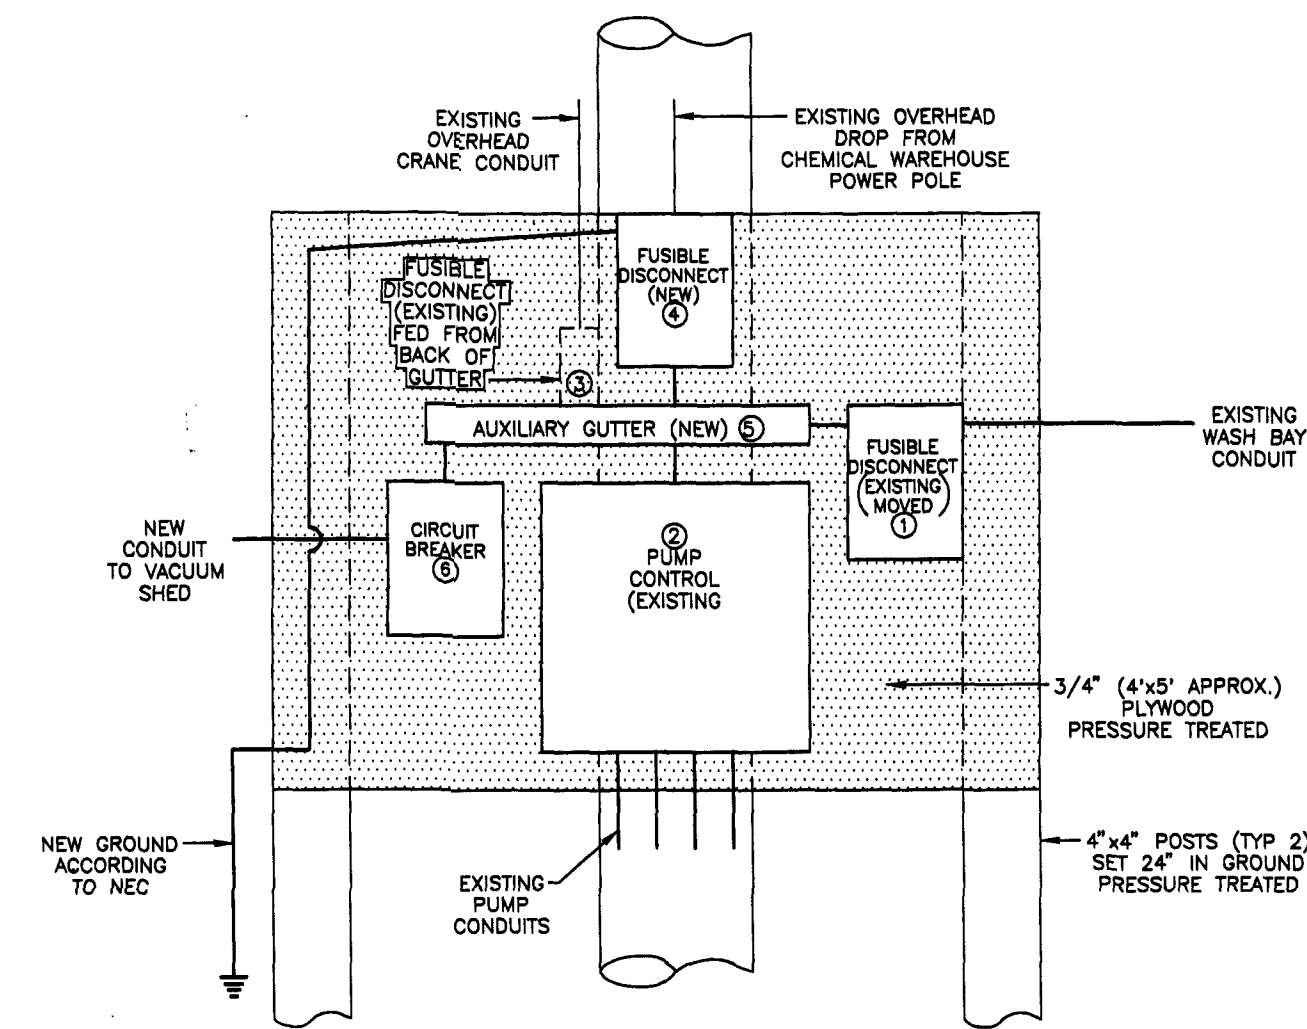 EXISTING
OVERHEAD
CRANE CONDUIT
EXISTING OVERHEAD
DROP FROM
CHEMICAL WAREHOUSE
POWER POLE
FUSIBLE
DISCONNECT
(NEW)
4
FUSIBLE
DISCONNECT
(EXISTING)
FED FROM
BACK OF
GUTTER
3
AUXILIARY GUTTER (NEW) 5
EXISTING
WASH BAY
CONDUIT
FUSIBLE
DISCONNECT
(EXISTING
MOVED)
1
NEW
CONDUIT
TO VACUUM
SHED
CIRCUIT
BREAKER
6
2
PUMP
CONTROL
(EXISTING
3/4" (4'x5' APPROX.)
PLYWOOD
PRESSURE TREATED
NEW GROUND
ACCORDING
TO NEC
EXISTING
PUMP
CONDUITS
4"x4" POSTS (TYP 2)
SET 24" IN GROUND
PRESSURE TREATED